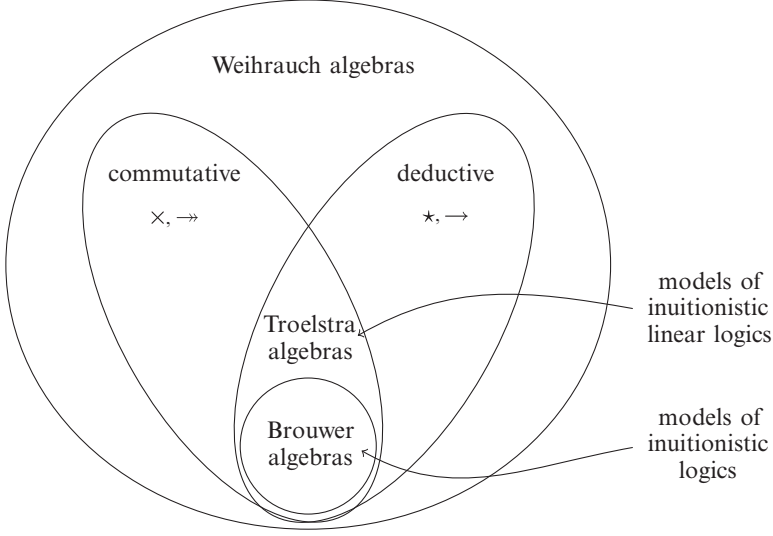 Weihrauch algebras
commutative
×, ↠
deductive
⋆, →
Troelstra
algebras
Brouwer
algebras
models of
inuitionistic
linear logics
models of
inuitionistic
logics